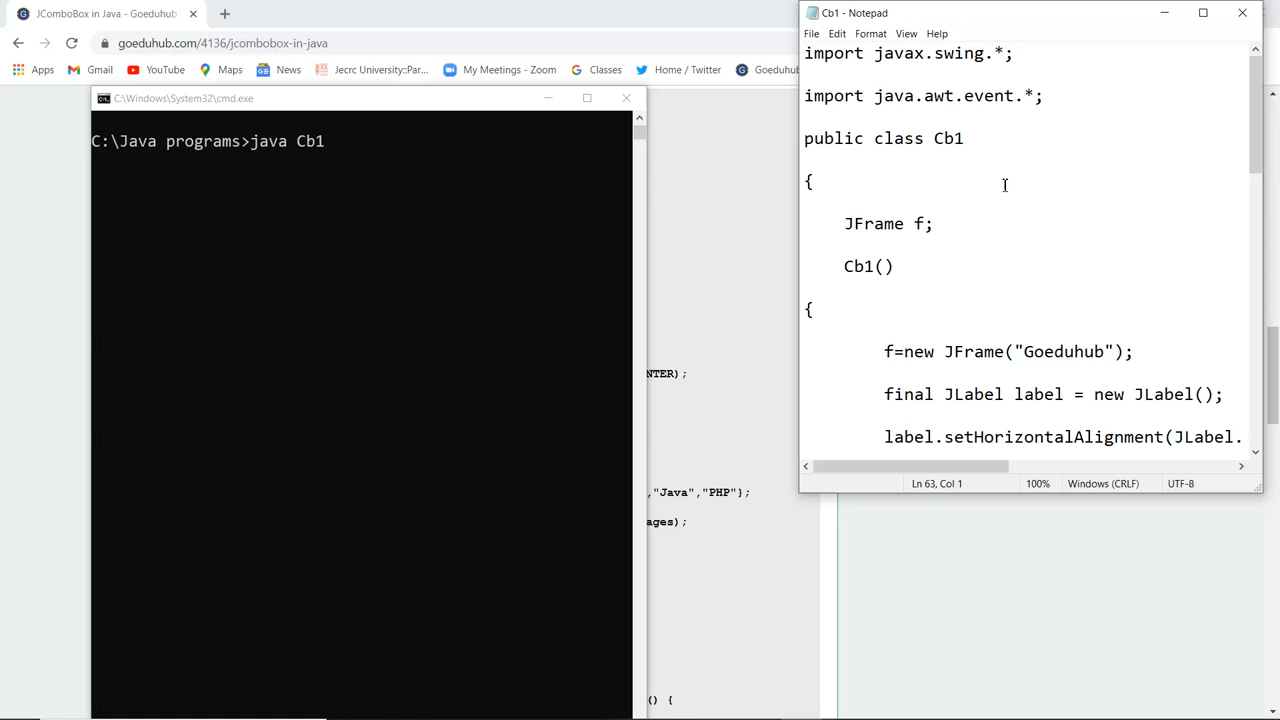 JComboBox in Java - Goeduhub
goeduhub.com/4136/jcombobox-in-java
Apps Gmail YouTube Maps News Jecrc University::Par... My Meetings - Zoom Classes Home / Twitter Goeduhub
C:\Windows\System32\cmd.exe
C:\Java programs>java Cb1
NTER);
,"Java","PHP"};
ages);
() {
Cb1 - Notepad
File Edit Format View Help
import javax.swing.*;
import java.awt.event.*;
public class Cb1
{
JFrame f;
Cb1()
{
f=new JFrame("Goeduhub");
final JLabel label = new JLabel();
label.setHorizontalAlignment(JLabel.
Ln 63, Col 1 100% Windows (CRLF) UTF-8